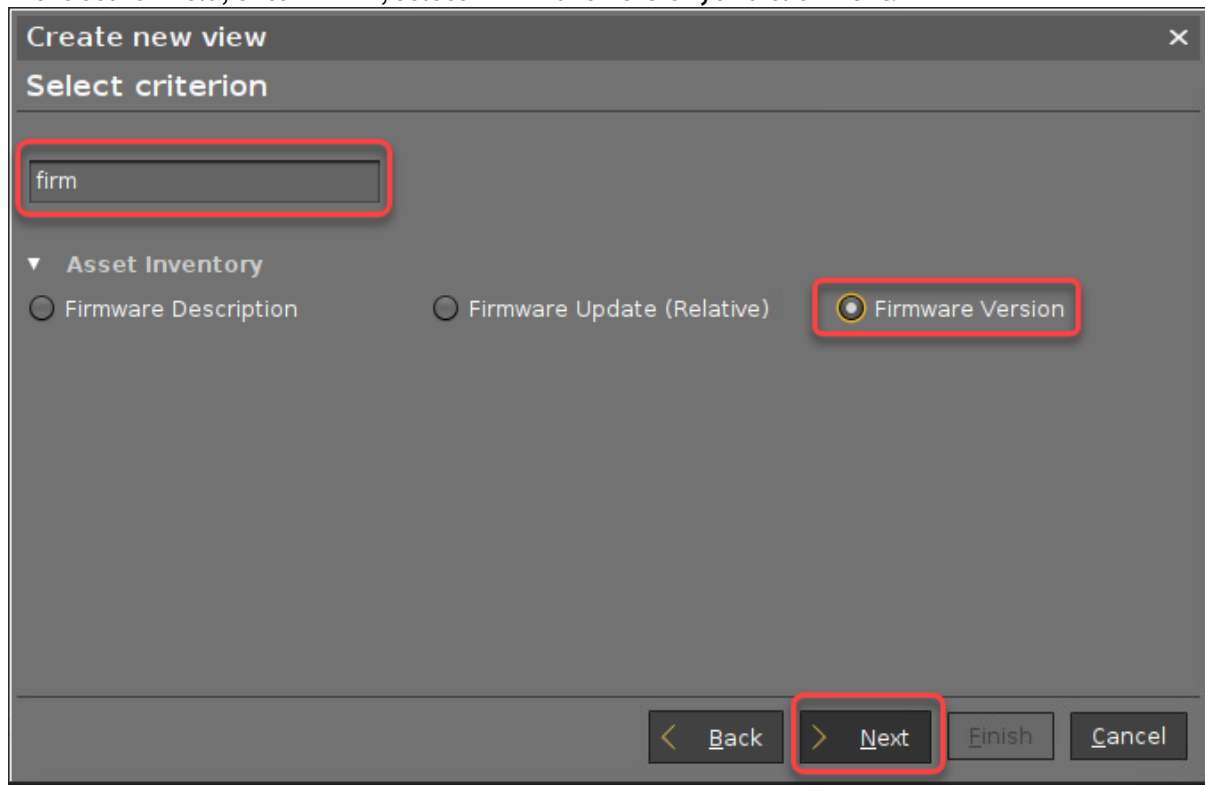 Create new view
Select criterion
firm
Asset Inventory
Firmware Description Firmware Update (Relative) Firmware Version
Back Next Finish Cancel